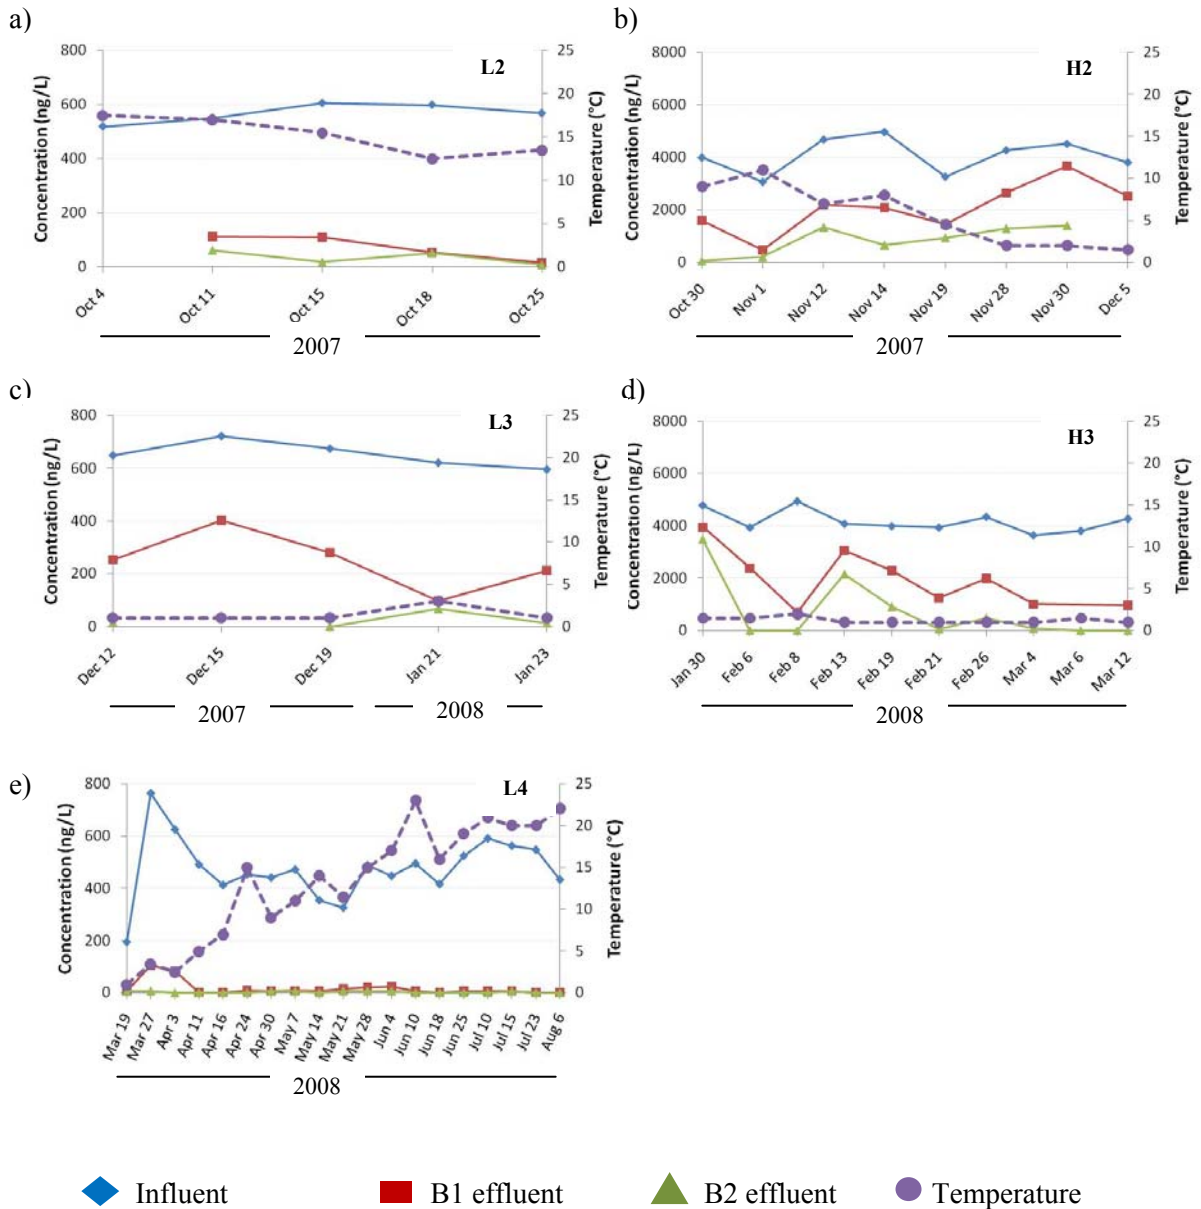 a)
L2
Concentration (ng/L)
800
600
400
200
0
25
20
15
10
5
0
Temperature (°C)
Oct 4
Oct 11
Oct 15
Oct 18
Oct 25
2007
b)
H2
Concentration (ng/L)
8000
6000
4000
2000
0
25
20
15
10
5
0
Temperature (°C)
Oct 30
Nov 1
Nov 12
Nov 14
Nov 19
Nov 28
Nov 30
Dec 5
2007
c)
L3
Concentration (ng/L)
800
600
400
200
0
25
20
15
10
5
0
Temperature (°C)
Dec 12
Dec 15
Dec 19
Jan 21
Jan 23
2007
2008
d)
H3
Concentration (ng/L)
8000
6000
4000
2000
0
25
20
15
10
5
0
Temperature (°C)
Jan 30
Feb 6
Feb 8
Feb 13
Feb 19
Feb 21
Feb 26
Mar 4
Mar 6
Mar 12
2008
e)
L4
Concentration (ng/L)
800
600
400
200
0
25
20
15
10
5
0
Temperature (°C)
Mar 19
Mar 27
Apr 3
Apr 11
Apr 16
Apr 24
Apr 30
May 7
May 14
May 21
May 28
Jun 4
Jun 10
Jun 18
Jun 25
Jul 10
Jul 15
Jul 23
Aug 6
2008
Influent
B1 effluent
B2 effluent
Temperature